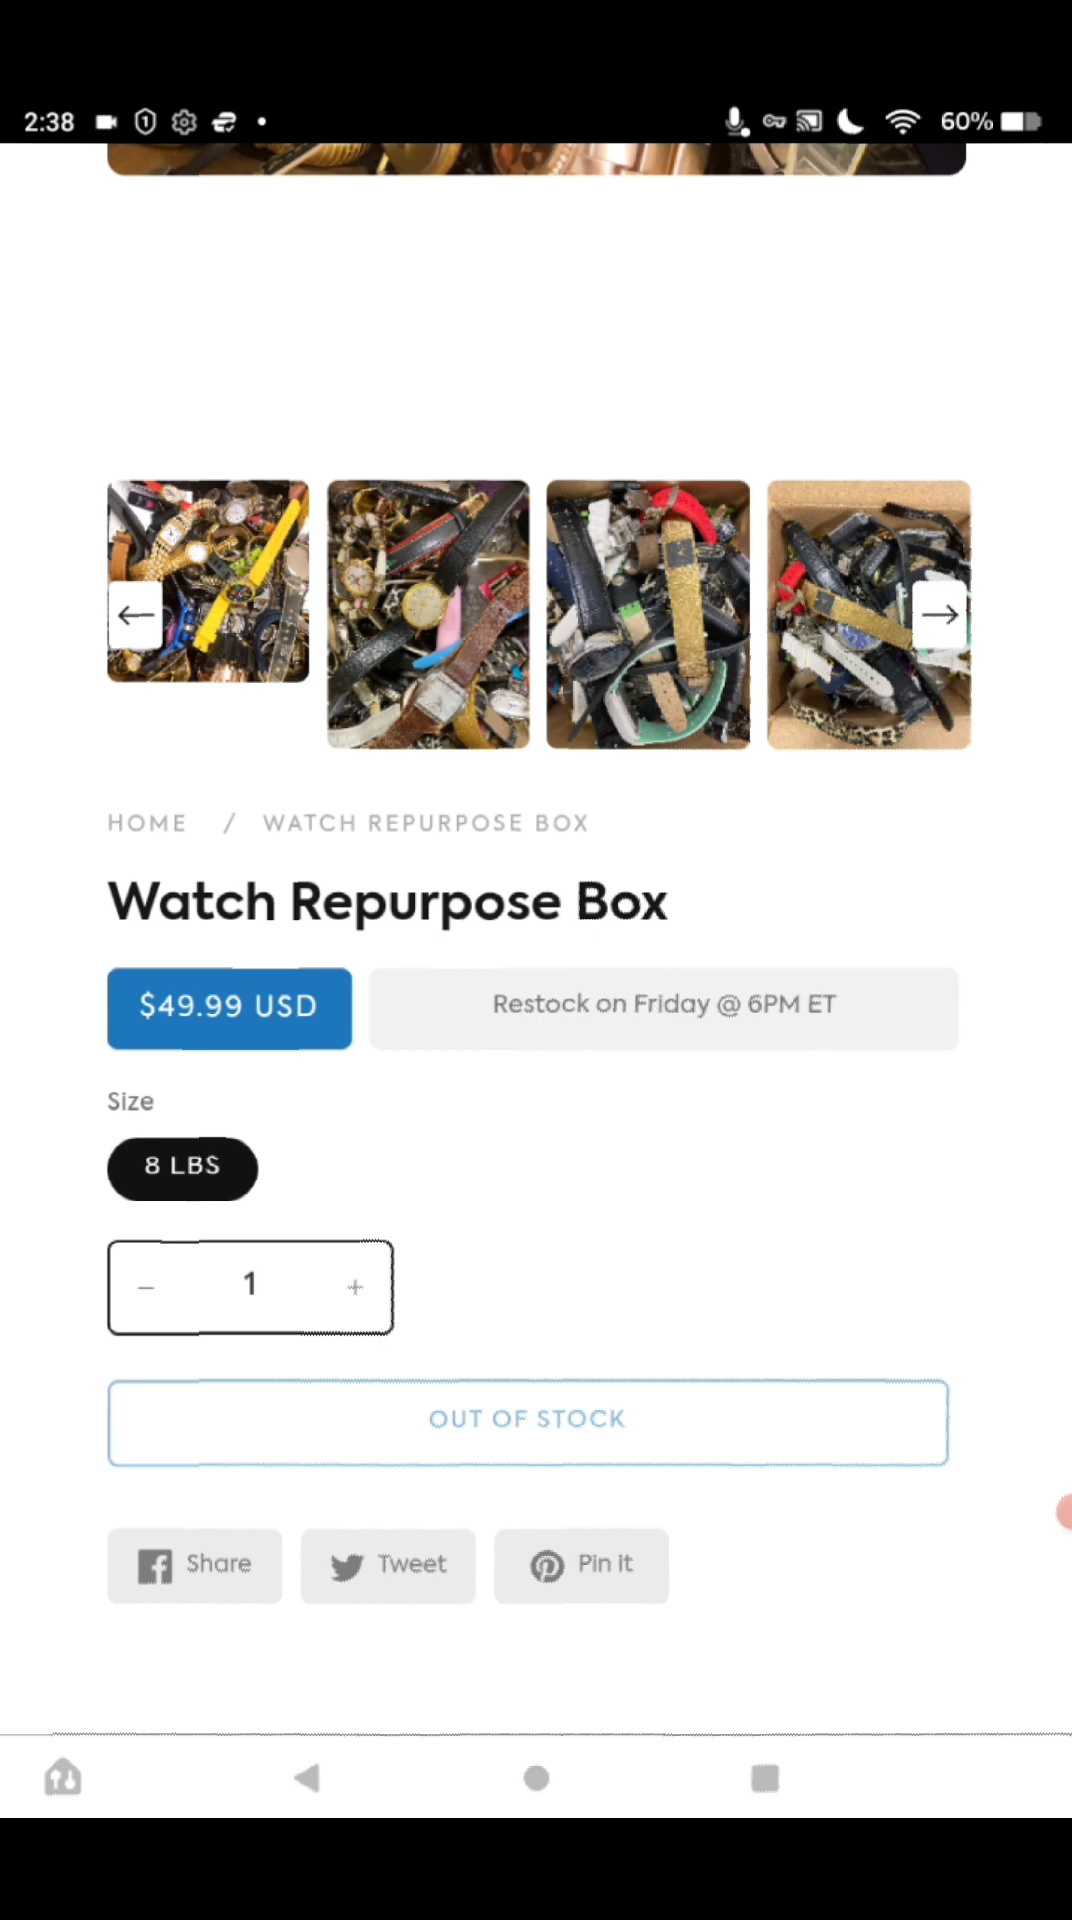 2:38
60%
HOME / WATCH REPURPOSE BOX
Watch Repurpose Box
$49.99 USD
Restock on Friday @ 6PM ET
Size
8 LBS
− 1 +
OUT OF STOCK
Share
Tweet
Pin it